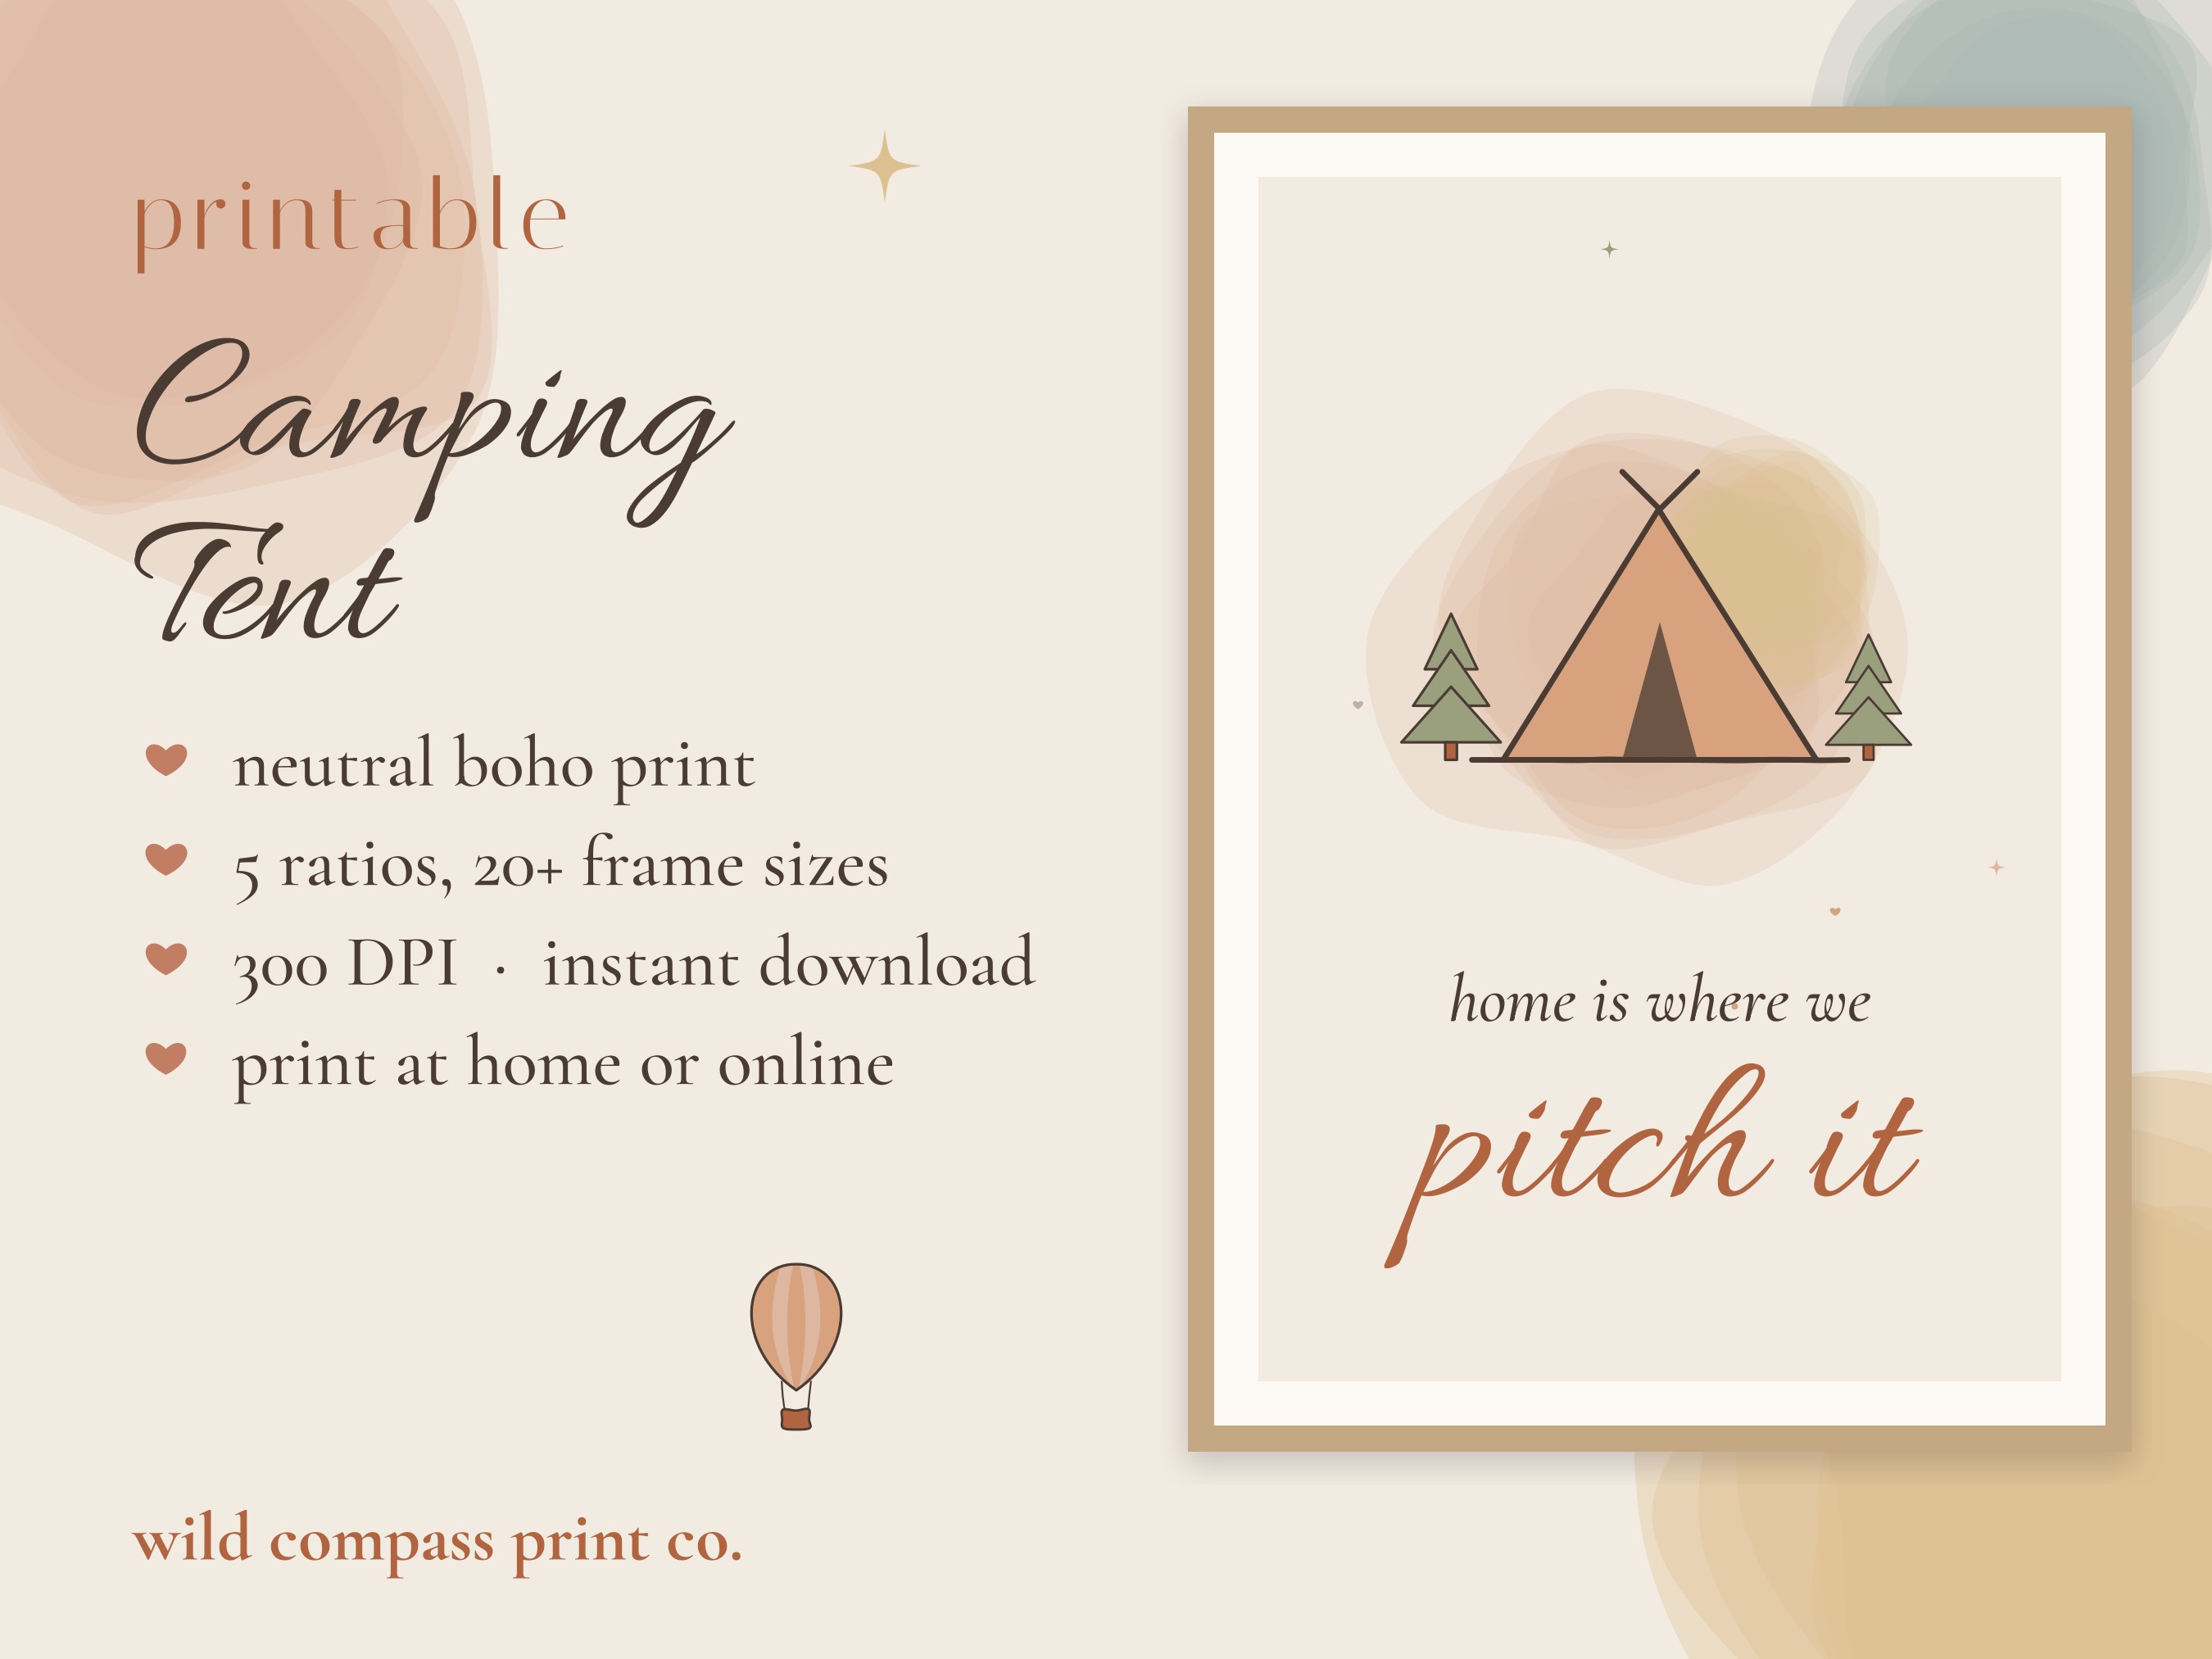 printable
Camping
Tent
neutral boho print
5 ratios, 20+ frame sizes
300 DPI · instant download
print at home or online
wild compass print co.
home is where we
pitch it